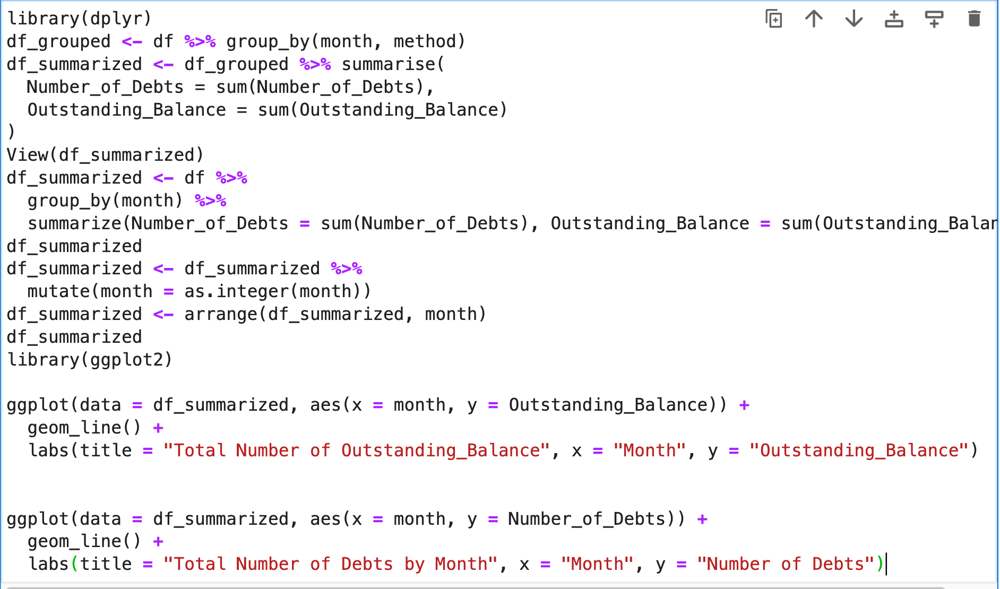 library(dplyr)
df_grouped <- df %>% group_by(month, method)
df_summarized <- df_grouped %>% summarise(
  Number_of_Debts = sum(Number_of_Debts),
  Outstanding_Balance = sum(Outstanding_Balance)
)
View(df_summarized)
df_summarized <- df %>%
  group_by(month) %>%
  summarize(Number_of_Debts = sum(Number_of_Debts), Outstanding_Balance = sum(Outstanding_Balan
df_summarized
df_summarized <- df_summarized %>%
  mutate(month = as.integer(month))
df_summarized <- arrange(df_summarized, month)
df_summarized
library(ggplot2)

ggplot(data = df_summarized, aes(x = month, y = Outstanding_Balance)) +
  geom_line() +
  labs(title = "Total Number of Outstanding_Balance", x = "Month", y = "Outstanding_Balance")

ggplot(data = df_summarized, aes(x = month, y = Number_of_Debts)) +
  geom_line() +
  labs(title = "Total Number of Debts by Month", x = "Month", y = "Number of Debts")